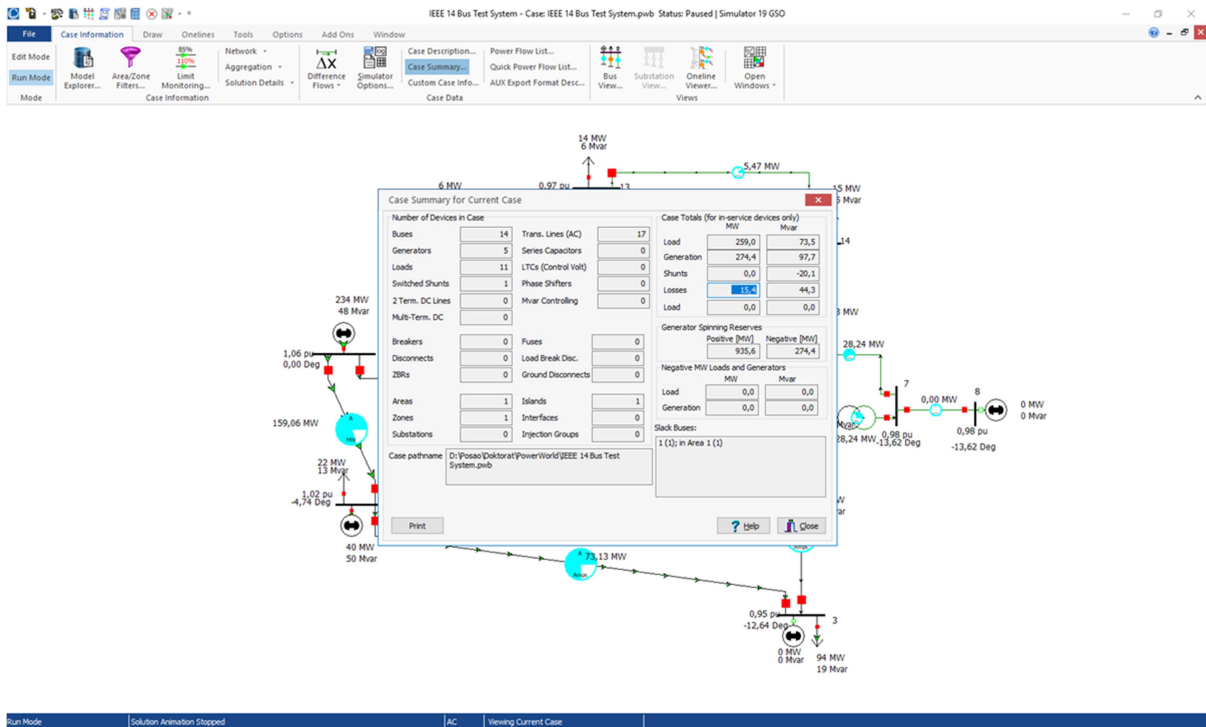 IEEE 14 Bus Test System - Case: IEEE 14 Bus Test System.pwb Status: Paused | Simulator 19 GSO
File Case Information Draw Onelines Tools Options Add Ons Window
Edit Mode
Run Mode
Mode
Model Explorer...
Area/Zone Filters...
85%
110%
Limit Monitoring...
Network
Aggregation
Solution Details
Case Information
ΔX
Difference Flows
Simulator Options...
Case Description...
Case Summary...
Custom Case Info...
Power Flow List...
Quick Power Flow List...
AUX Export Format Desc...
Case Data
Bus View...
Substation View...
Oneline Viewer...
Open Windows
Views
14 MW
6 Mvar
5,47 MW
6 MW
0.97 pu
13
15 MW
5 Mvar
14
Case Summary for Current Case
Number of Devices in Case
Buses 14 Trans. Lines (AC) 17
Generators 5 Series Capacitors 0
Loads 11 LTCs (Control Volt) 0
Switched Shunts 1 Phase Shifters 0
2 Term. DC Lines 0 Mvar Controlling 0
Multi-Term. DC 0
Breakers 0 Fuses 0
Disconnects 0 Load Break Disc. 0
ZBRs 0 Ground Disconnects 0
Areas 1 Islands 1
Zones 1 Interfaces 0
Substations 0 Injection Groups 0
Case pathname D:\Posao\Doktorat\PowerWorld\IEEE 14 Bus Test
System.pwb
Case Totals (for in-service devices only)
MW Mvar
Load 259,0 73,5
Generation 274,4 97,7
Shunts 0,0 -20,1
Losses 15,4 44,3
Load 0,0 0,0
Generator Spinning Reserves
Positive [MW] Negative [MW]
935,6 274,4
Negative MW Loads and Generators
MW Mvar
Load 0,0 0,0
Generation 0,0 0,0
Slack Buses:
1 (1); in Area 1 (1)
Print
? Help
Close
234 MW
48 Mvar
1,06 pu
0,00 Deg
159,06 MW
A
MW
22 MW
13 Mvar
1,02 pu
-4,74 Deg
40 MW
50 Mvar
A
73,13 MW
Amps
3 MW
28,24 MW
7
8
0,00 MW
0 MW
0 Mvar
Mvar
28,24 MW
0,98 pu
-13,62 Deg
0,98 pu
-13,62 Deg
Amps
0,95 pu
-12,64 Deg
3
0 MW
0 Mvar
94 MW
19 Mvar
Run Mode Solution Animation Stopped AC Viewing Current Case